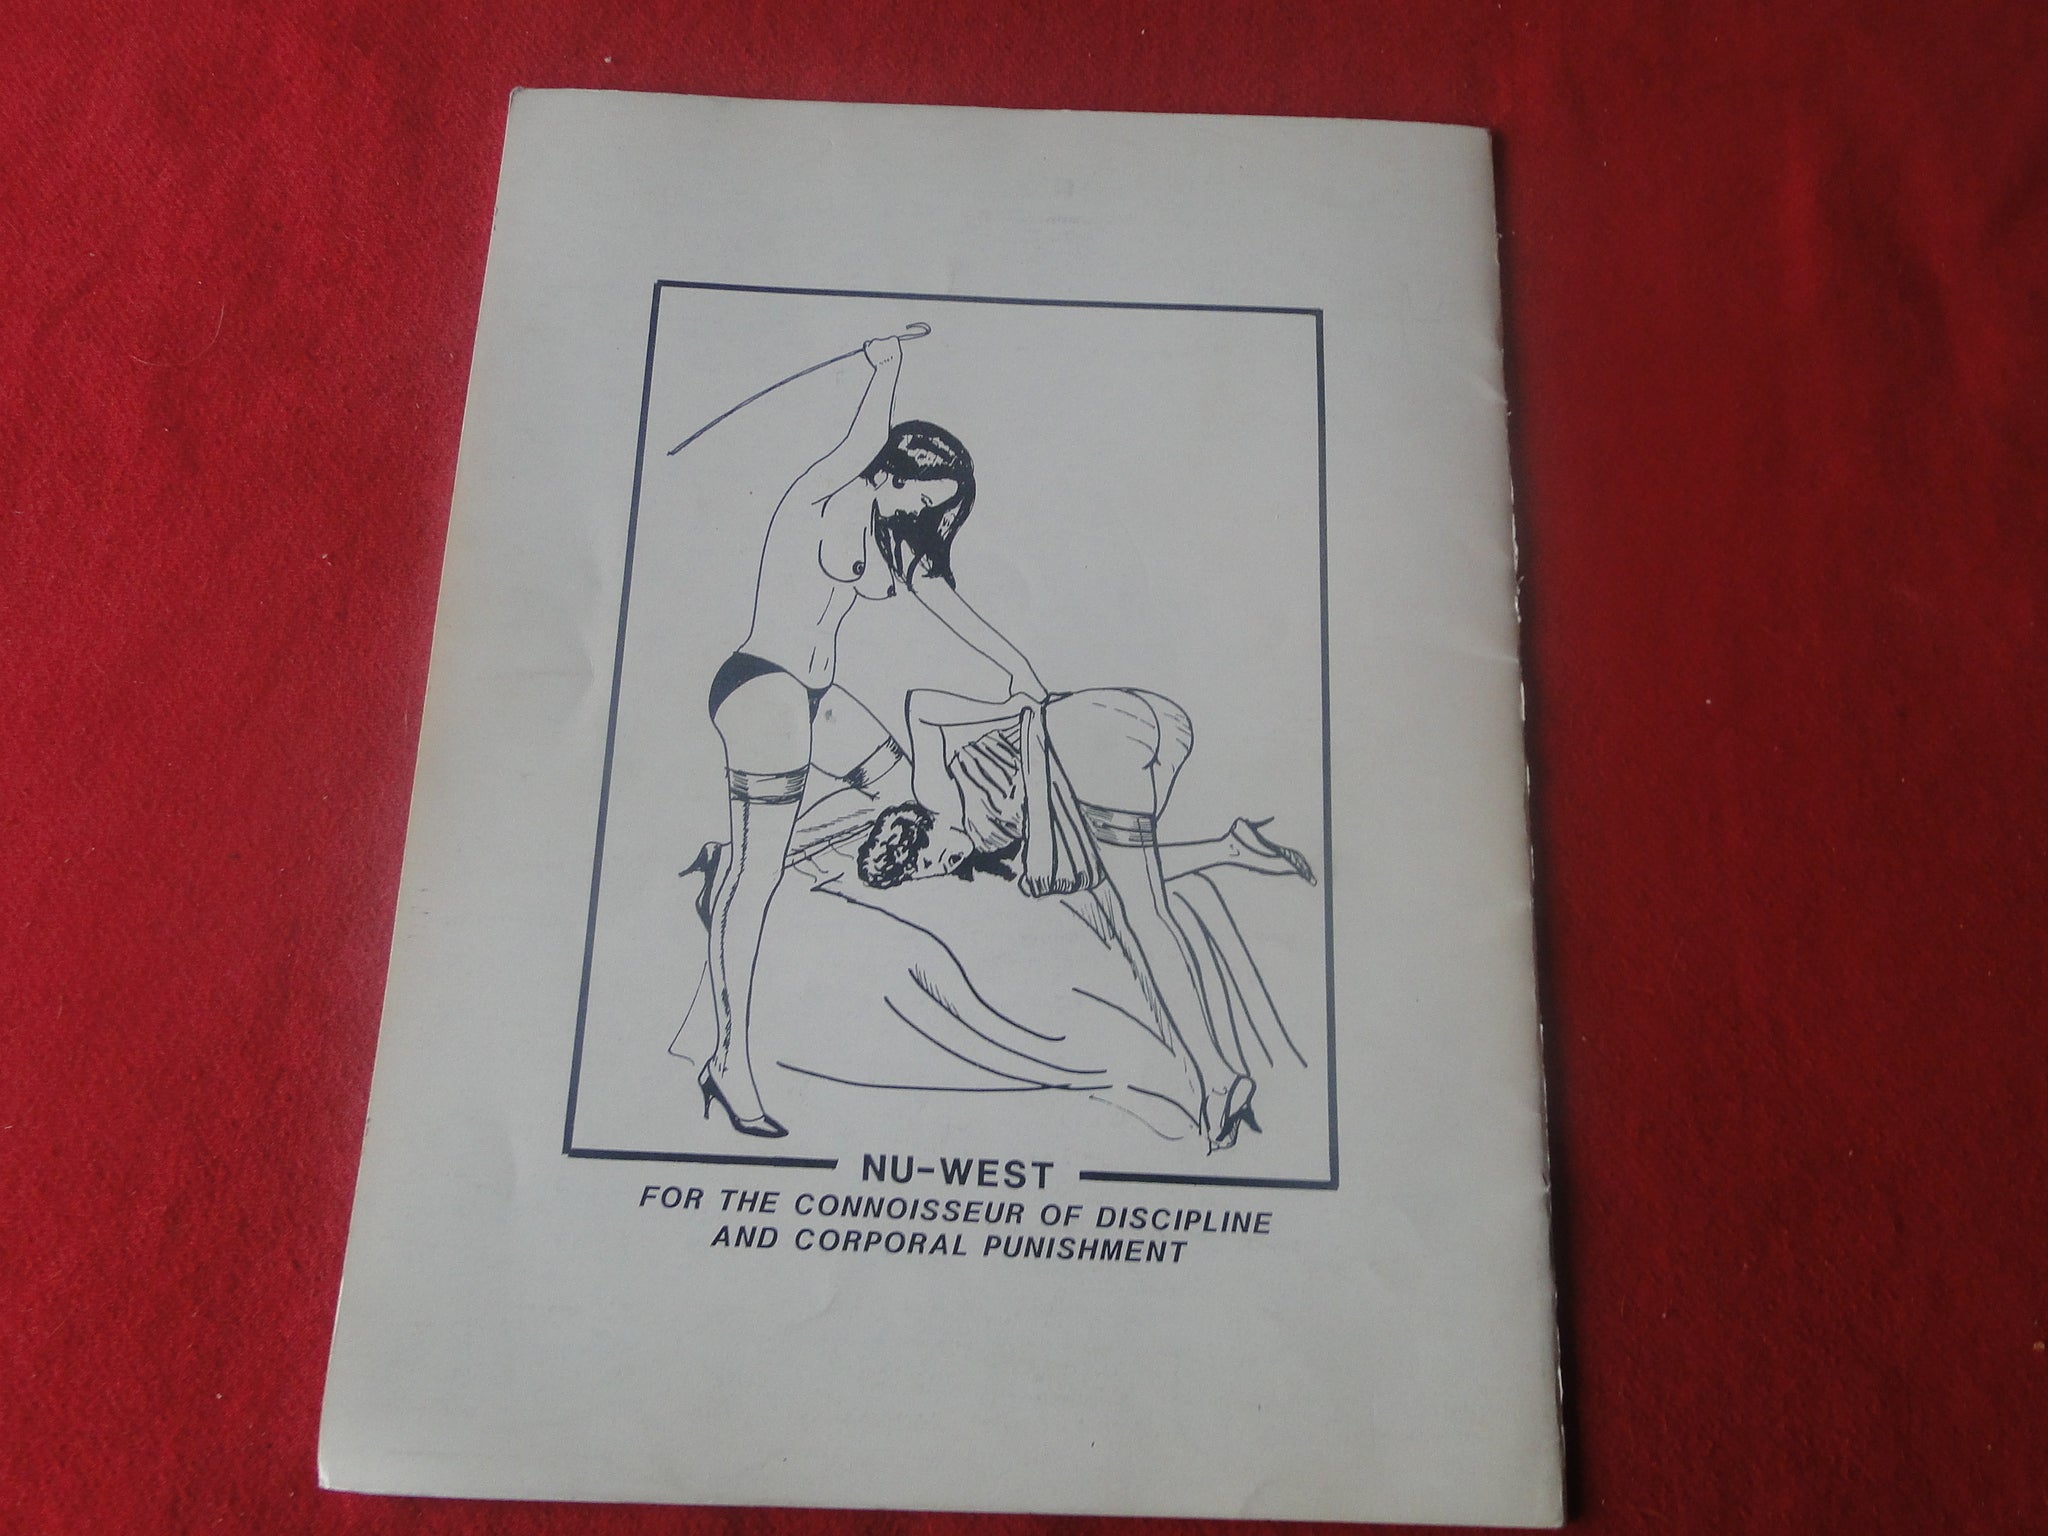 NU-WEST
FOR THE CONNOISSEUR OF DISCIPLINE
AND CORPORAL PUNISHMENT